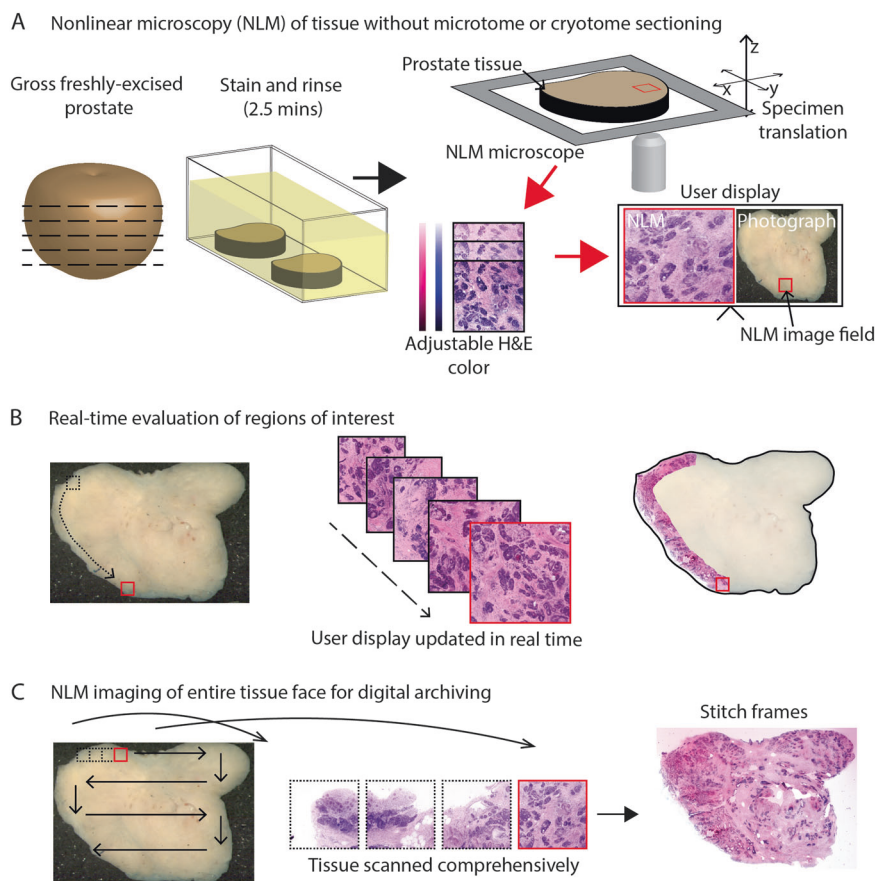 A Nonlinear microscopy (NLM) of tissue without microtome or cryotome sectioning
Gross freshly-excised
prostate
Stain and rinse
(2.5 mins)
Prostate tissue
z
x
y
Specimen
translation
NLM microscope
User display
NLM
Photograph
NLM image field
Adjustable H&E
color
B Real-time evaluation of regions of interest
User display updated in real time
C NLM imaging of entire tissue face for digital archiving
Stitch frames
Tissue scanned comprehensively